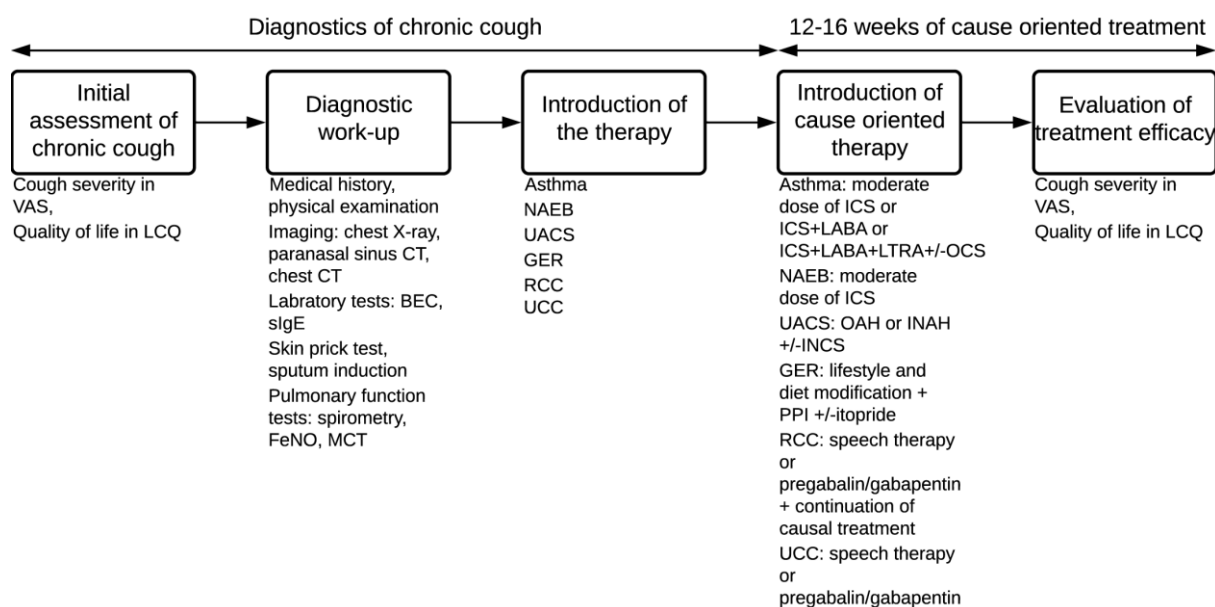 Diagnostics of chronic cough
12-16 weeks of cause oriented treatment
Initial
assessment of
chronic cough
Cough severity in
VAS,
Quality of life in LCQ
Diagnostic
work-up
Medical history,
physical examination
Imaging: chest X-ray,
paranasal sinus CT,
chest CT
Labratory tests: BEC,
sIgE
Skin prick test,
sputum induction
Pulmonary function
tests: spirometry,
FeNO, MCT
Introduction of
the therapy
Asthma
NAEB
UACS
GER
RCC
UCC
Introduction of
cause oriented
therapy
Asthma: moderate
dose of ICS or
ICS+LABA or
ICS+LABA+LTRA+/-OCS
NAEB: moderate
dose of ICS
UACS: OAH or INAH
+/-INCS
GER: lifestyle and
diet modification +
PPI +/-itopride
RCC: speech therapy
or
pregabalin/gabapentin
+ continuation of
causal treatment
UCC: speech therapy
or
pregabalin/gabapentin
Evaluation of
treatment efficacy
Cough severity in
VAS,
Quality of life in LCQ